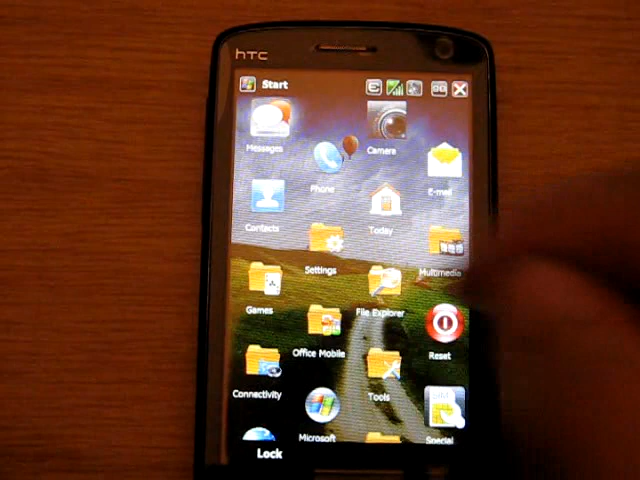 hTC
Start
Messages
Camera
Phone
E-mail
Contacts
Today
Settings
Multimedia
Games
File Explorer
Office Mobile
Reset
Connectivity
Tools
Microsoft
Special
Lock